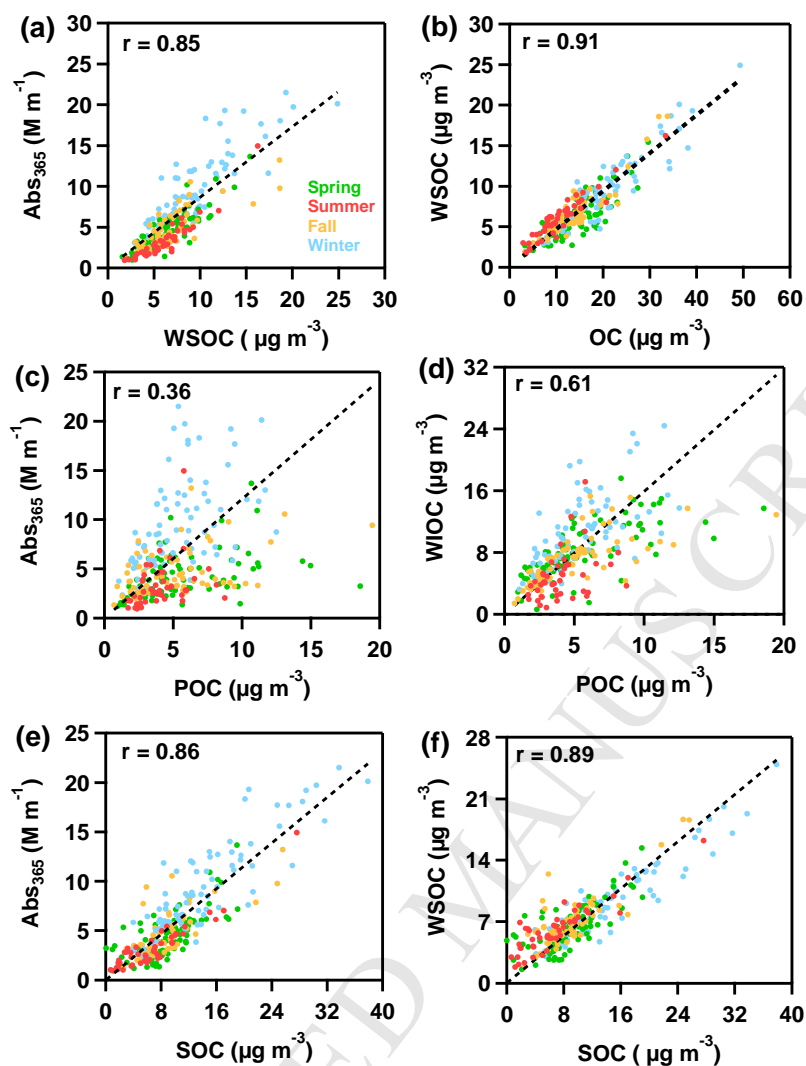 (a)
r = 0.85
Abs365 (M m-1)
30
25
20
15
10
5
0
Spring
Summer
Fall
Winter
0 5 10 15 20 25 30
WSOC ( µg m-3)
(b)
r = 0.91
WSOC (µg m-3)
30
25
20
15
10
5
0
0 10 20 30 40 50 60
OC (µg m-3)
(c)
r = 0.36
Abs365 (M m-1)
25
20
15
10
5
0
0 5 10 15 20
POC (µg m-3)
(d)
r = 0.61
WIOC (µg m-3)
32
24
16
8
0
0 5 10 15 20
POC (µg m-3)
(e)
r = 0.86
Abs365 (M m-1)
25
20
15
10
5
0
0 8 16 24 32 40
SOC (µg m-3)
(f)
r = 0.89
WSOC (µg m-3)
28
21
14
7
0
0 8 16 24 32 40
SOC (µg m-3)
ED MANUSCRI